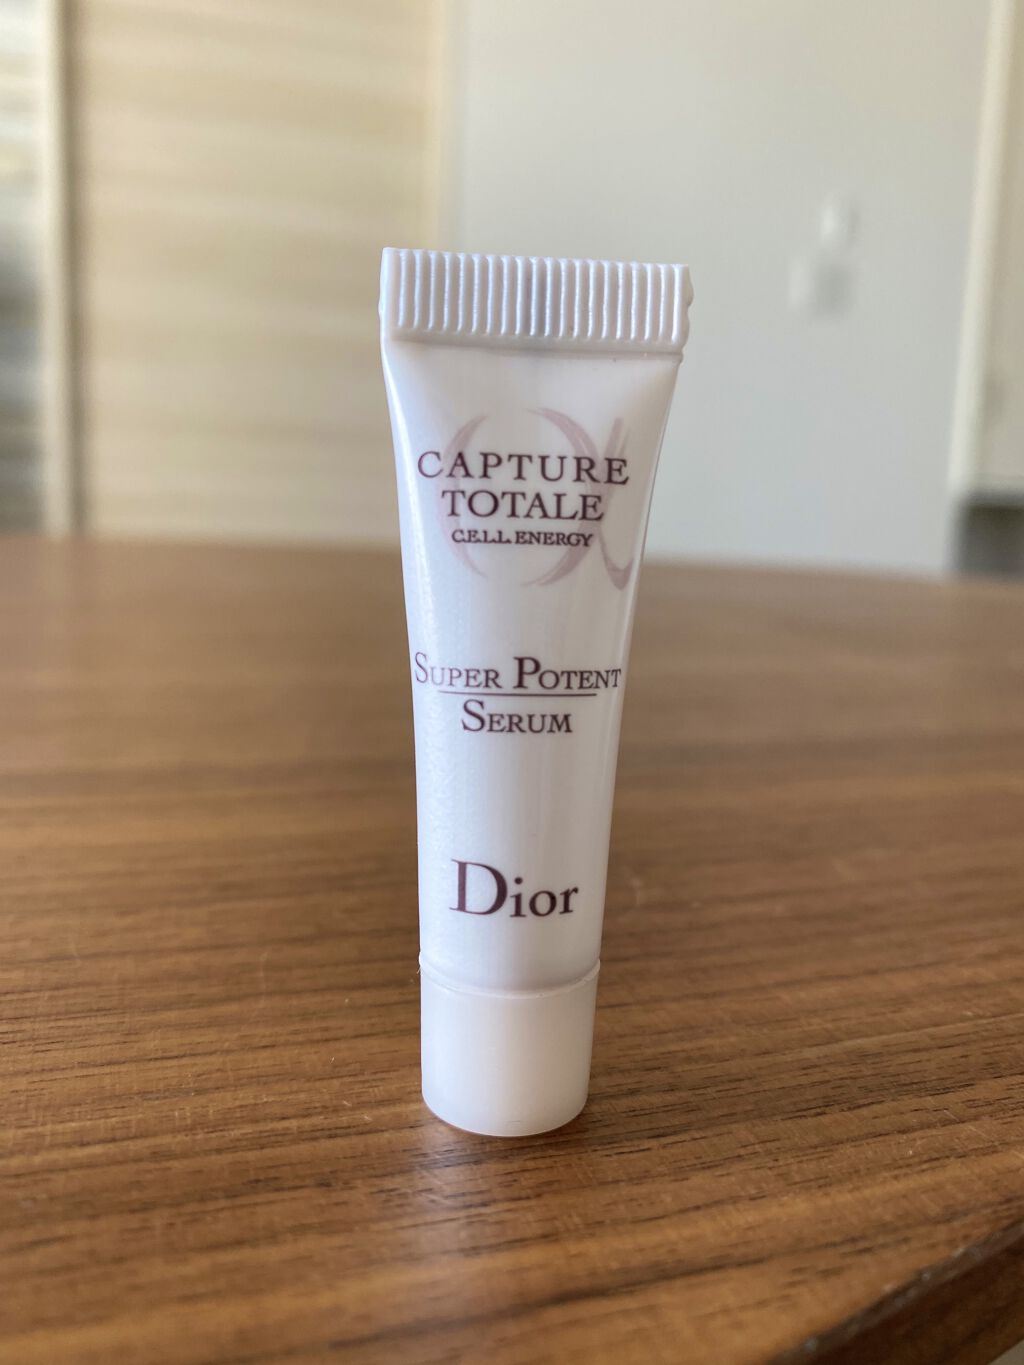 CAPTURE
TOTALE
C.E.L.L. ENERGY
SUPER POTENT
SERUM
Dior